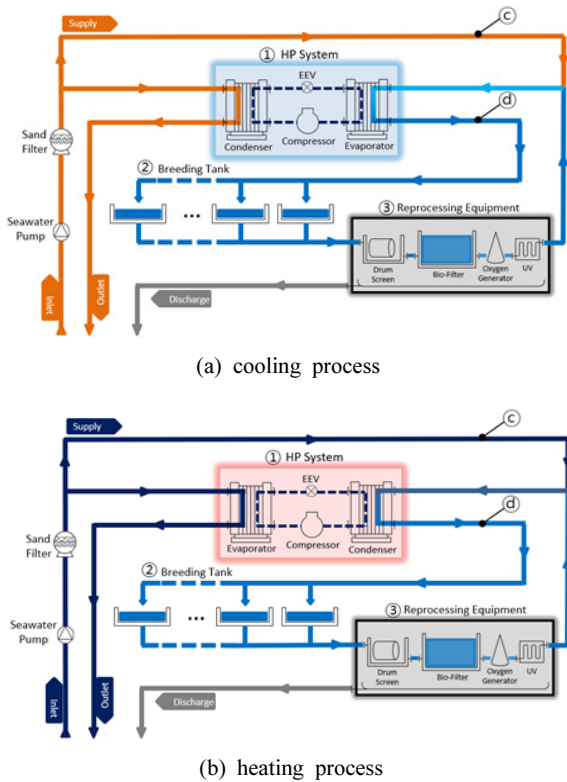 Supply
ⓒ
① HP System
EEV
ⓓ
Sand
Filter
Condenser
Compressor
Evaporator
② Breeding Tank
...
Seawater
Pump
③ Reprocessing Equipment
Drum
Screen
Bio-Filter
Oxygen
Generator
UV
Inlet
Outlet
Discharge
(a) cooling process
Supply
ⓒ
① HP System
EEV
ⓓ
Sand
Filter
Evaporator
Compressor
Condenser
② Breeding Tank
...
Seawater
Pump
③ Reprocessing Equipment
Drum
Screen
Bio-Filter
Oxygen
Generator
UV
Inlet
Outlet
Discharge
(b) heating process